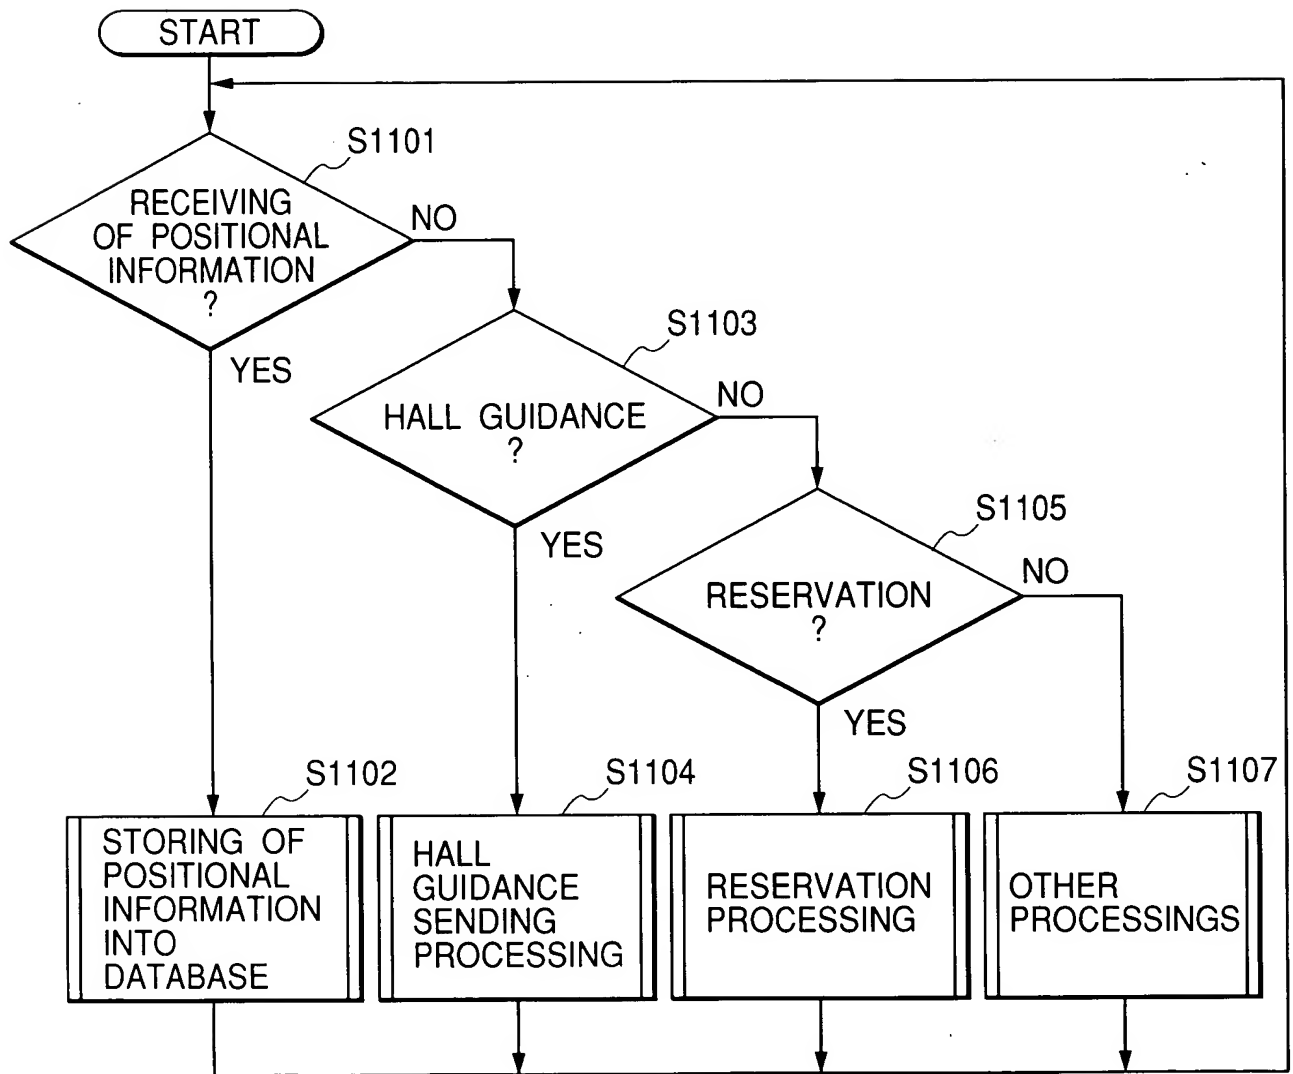 START
S1101
RECEIVING
OF POSITIONAL
INFORMATION
?
NO
YES
S1103
HALL GUIDANCE
?
NO
YES
S1105
RESERVATION
?
NO
YES
S1102
STORING OF
POSITIONAL
INFORMATION
INTO
DATABASE
S1104
HALL
GUIDANCE
SENDING
PROCESSING
S1106
RESERVATION
PROCESSING
S1107
OTHER
PROCESSINGS